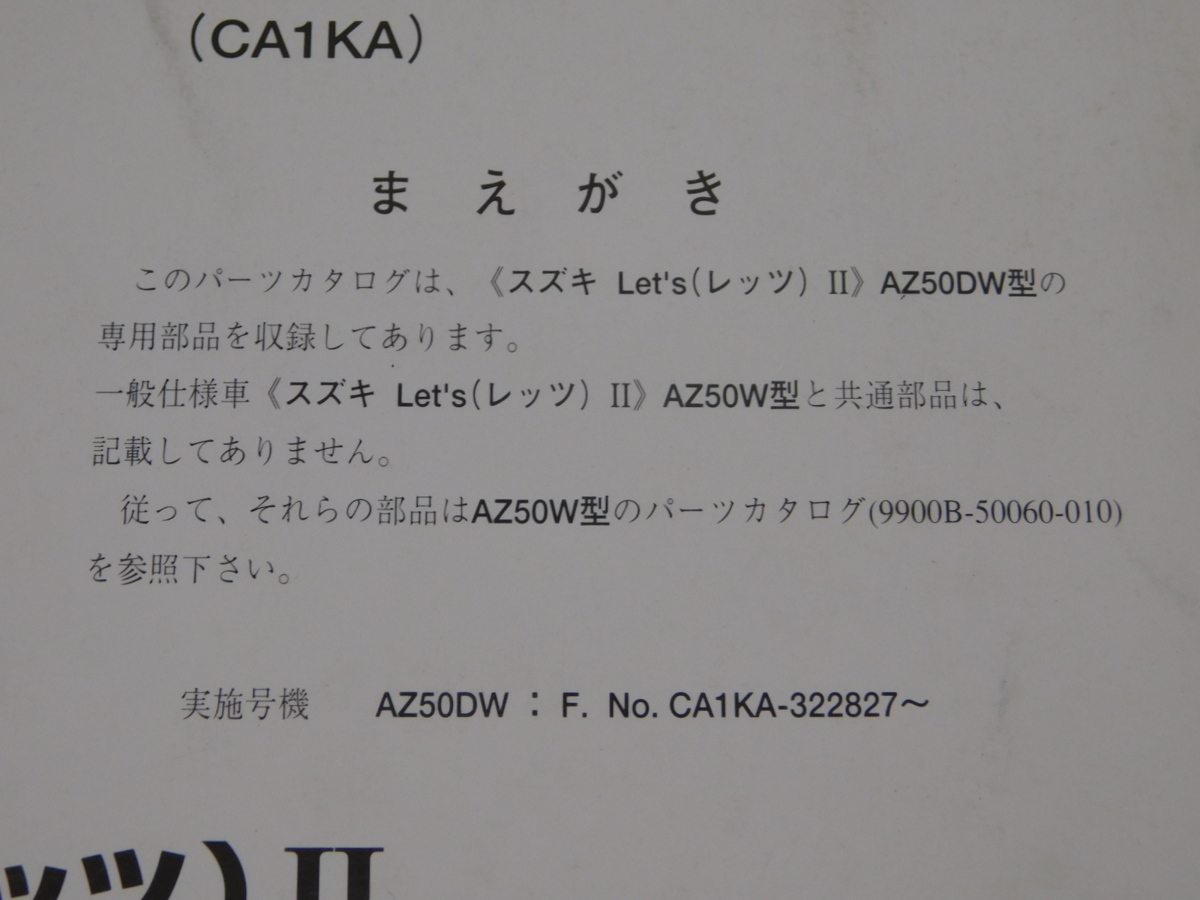 (CA1KA)
まえがき
このパーツカタログは、《スズキ Let's(レッツ) II》AZ50DW型の
専用部品を収録してあります。
一般仕様車《スズキ Let's(レッツ) II》AZ50W型と共通部品は、
記載してありません。
従って、それらの部品はAZ50W型のパーツカタログ(9900B-50060-010)
を参照下さい。
実施号機 AZ50DW : F. No. CA1KA-322827~
ッツ) II